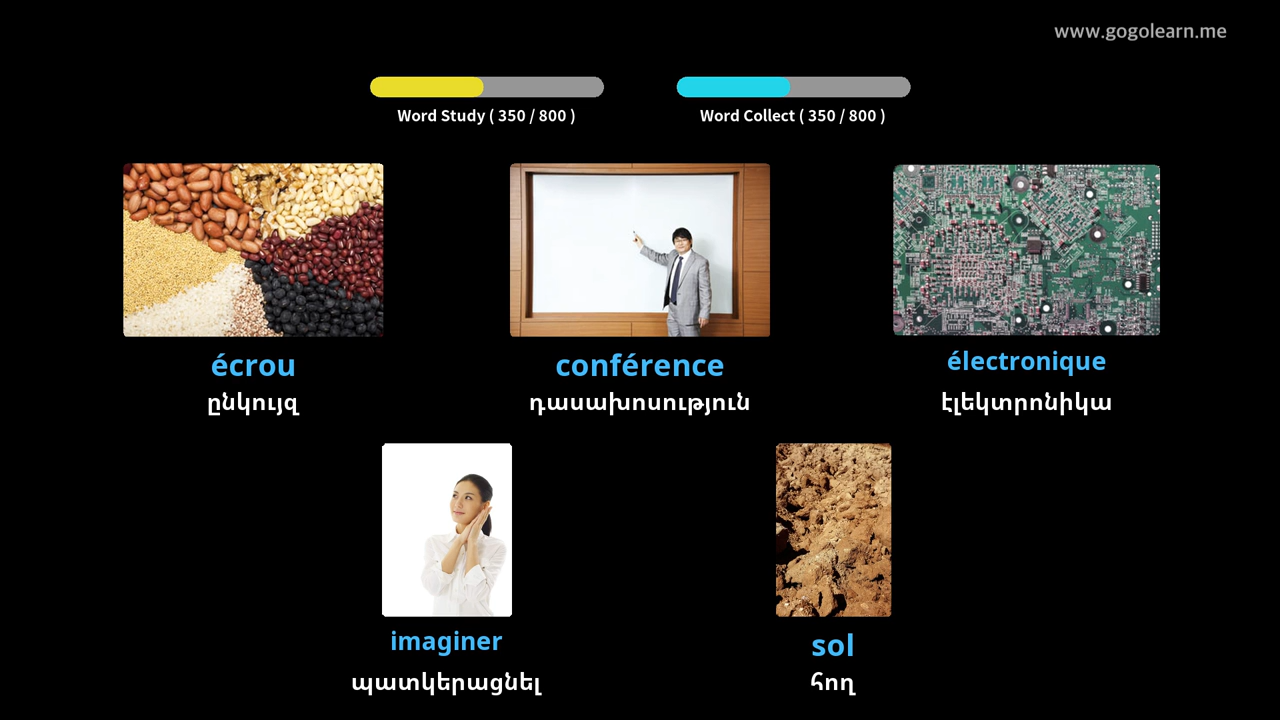 www.gogolearn.me
Word Study ( 350 / 800 )
Word Collect ( 350 / 800 )
écrou
ընկույզ
conférence
դասախոսություն
électronique
էլեկտրոնիկա
imaginer
պատկերացնել
sol
հող